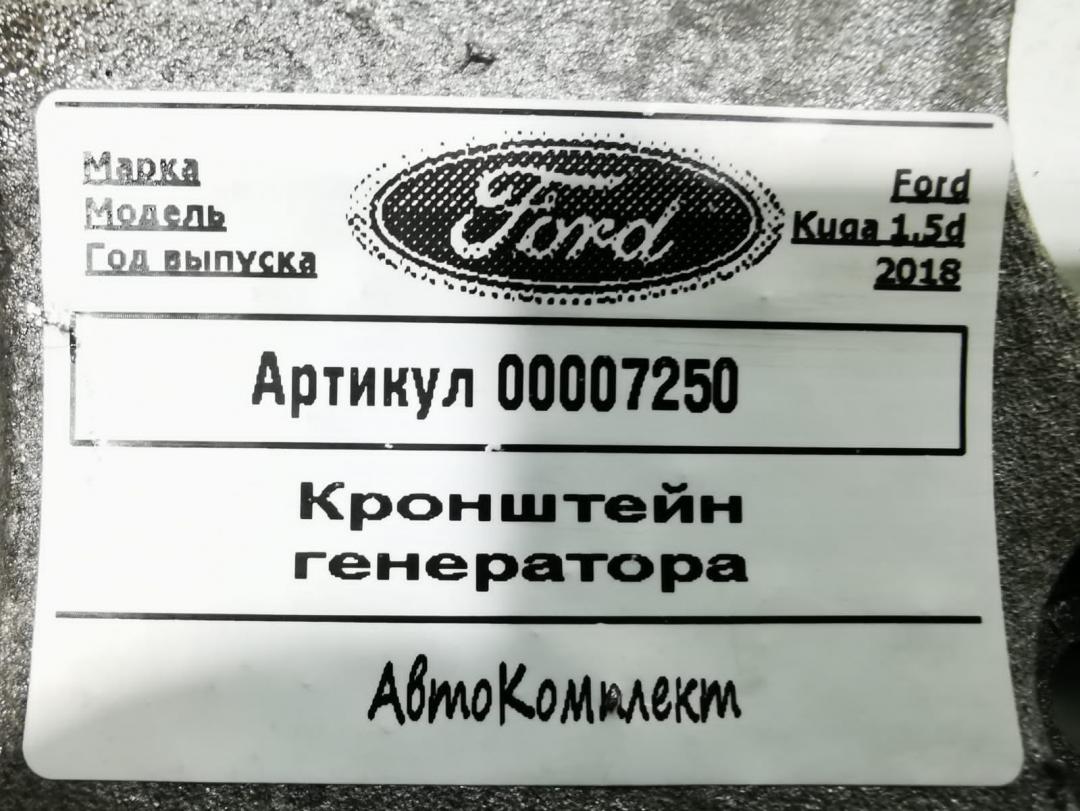 Марка
Модель
Год выпуска
Ford
Ford
Kuga 1.5d
2018
Артикул 00007250
Кронштейн
генератора
АвтоКомплект